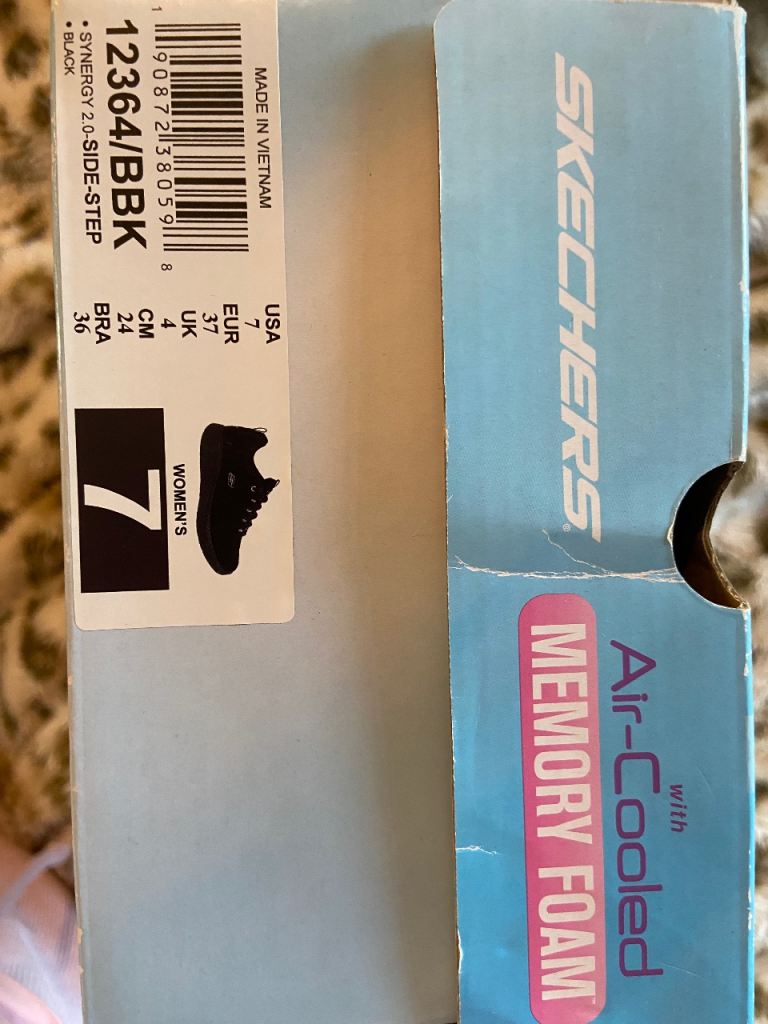 SKECHERS®
with
Air-Cooled
MEMORY FOAM™
MADE IN VIETNAM
1 90872 38059 8
12364/BBK
• SYNERGY 2.0-SIDE-STEP
• BLACK
USA
7
EUR
37
UK
4
CM
24
BRA
36
WOMEN'S
7